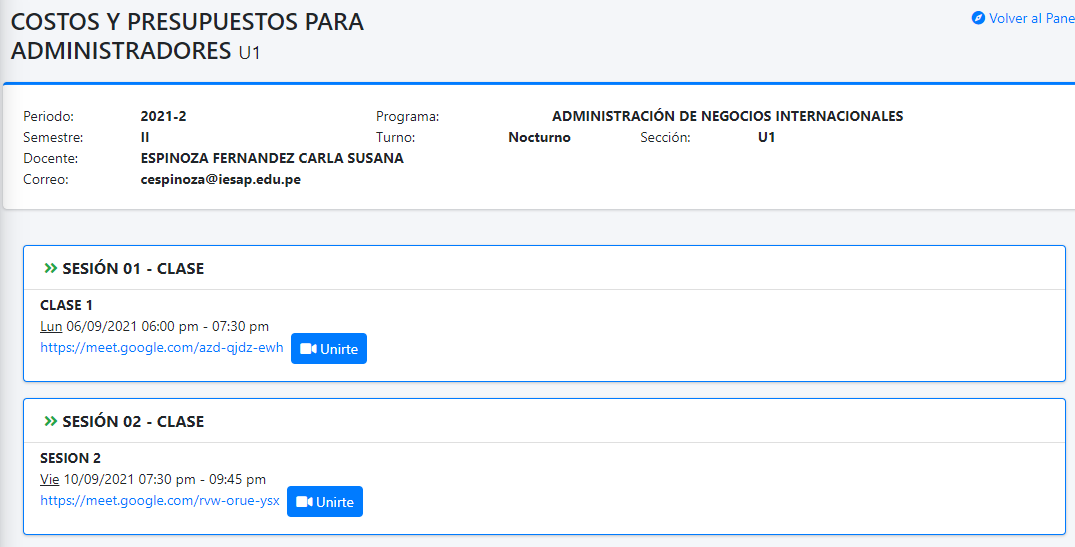 COSTOS Y PRESUPUESTOS PARA
ADMINISTRADORES U1
Volver al Pane
Periodo: 2021-2 Programa: ADMINISTRACIÓN DE NEGOCIOS INTERNACIONALES
Semestre: II Turno: Nocturno Sección: U1
Docente: ESPINOZA FERNANDEZ CARLA SUSANA
Correo: cespinoza@iesap.edu.pe
SESIÓN 01 - CLASE
CLASE 1
Lun 06/09/2021 06:00 pm - 07:30 pm
https://meet.google.com/azd-qjdz-ewh Unirte
SESIÓN 02 - CLASE
SESION 2
Vie 10/09/2021 07:30 pm - 09:45 pm
https://meet.google.com/rvw-orue-ysx Unirte